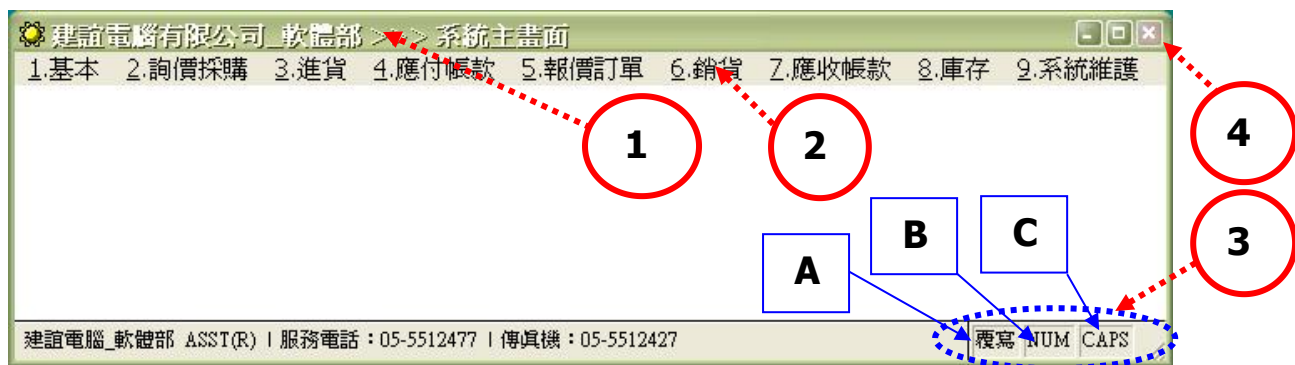 建誼電腦有限公司_軟體部 >>> 系統主畫面
1.基本 2.詢價採購 3.進貨 4.應付帳款 5.報價訂單 6.銷貨 7.應收帳款 8.庫存 9.系統維護
1
2
4
A
B
C
3
建誼電腦_軟體部 ASST(R) | 服務電話：05-5512477 | 傳真機：05-5512427
覆寫 NUM CAPS